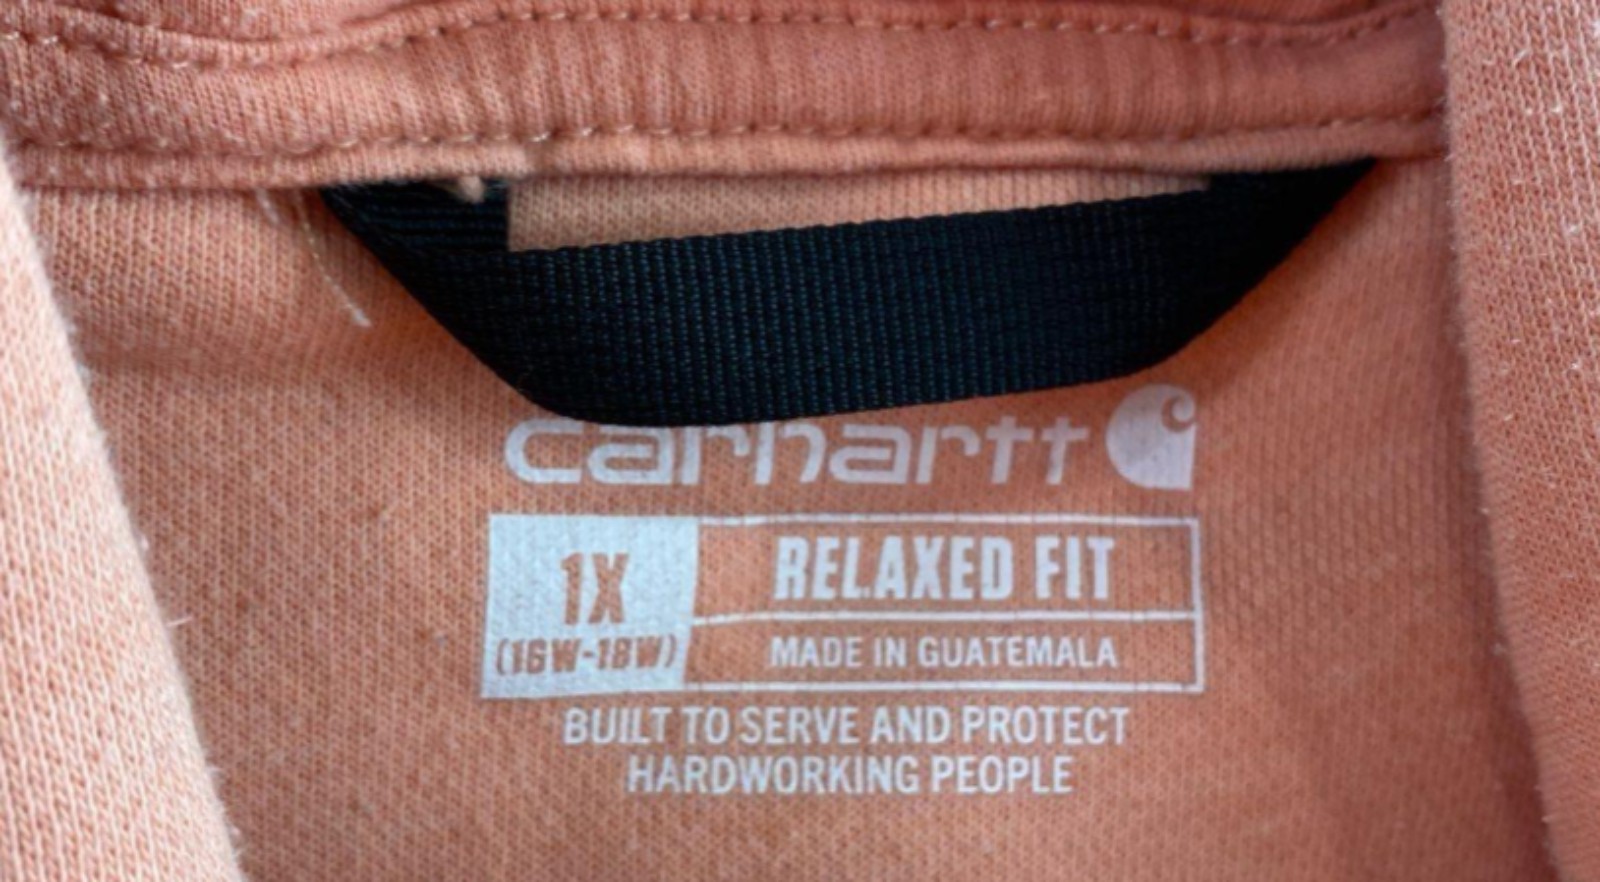 carhartt
1X
(16W-18W)
RELAXED FIT
MADE IN GUATEMALA
BUILT TO SERVE AND PROTECT
HARDWORKING PEOPLE